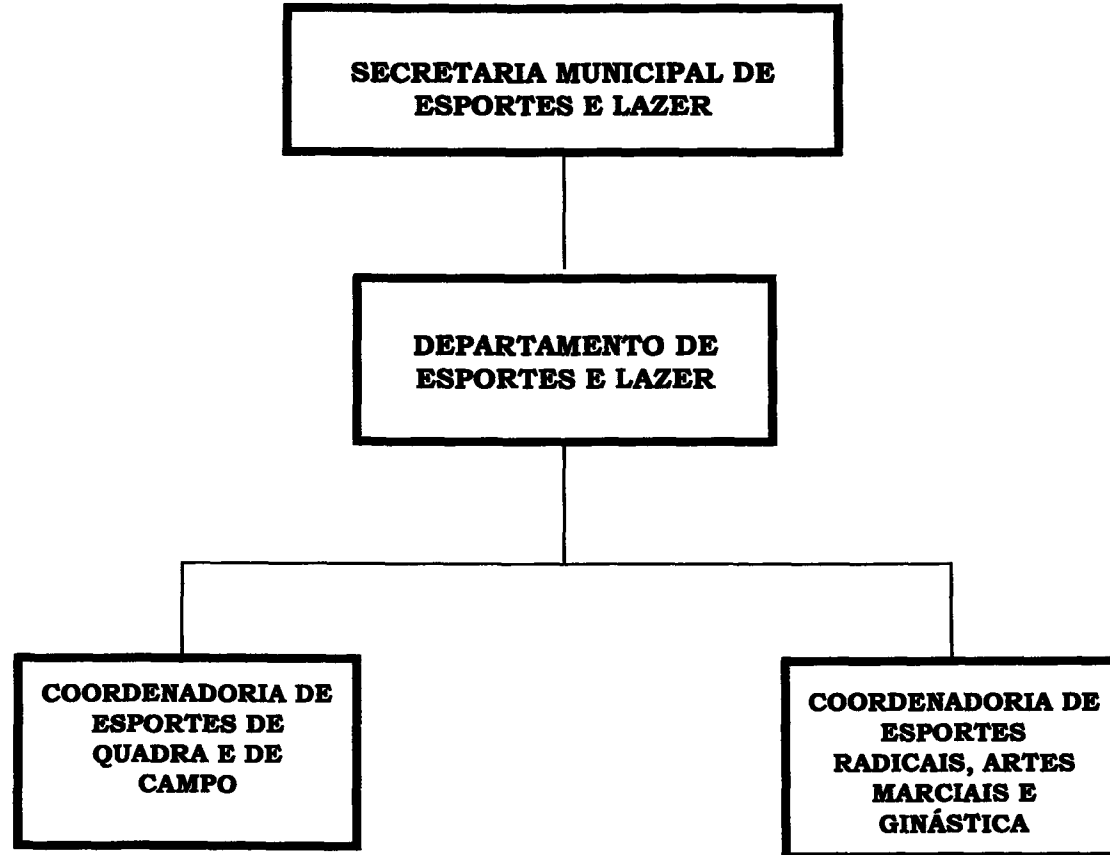 SECRETARIA MUNICIPAL DE
ESPORTES E LAZER
DEPARTAMENTO DE
ESPORTES E LAZER
COORDENADORIA DE
ESPORTES DE
QUADRA E DE
CAMPO
COORDENADORIA DE
ESPORTES
RADICAIS, ARTES
MARCIAIS E
GINÁSTICA